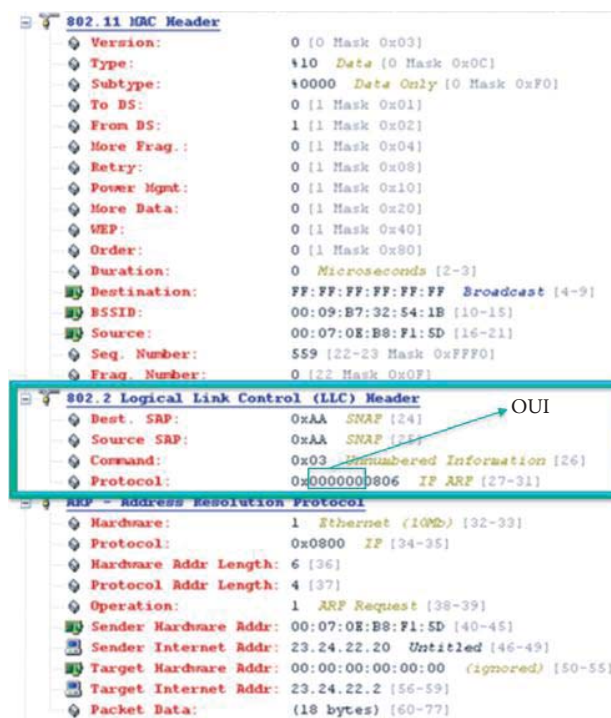 802.11 MAC Header
Version: 0 [0 Mask 0x03]
Type: %10 Data [0 Mask 0x0C]
Subtype: %0000 Data Only [0 Mask 0xF0]
To DS: 0 [1 Mask 0x01]
From DS: 1 [1 Mask 0x02]
More Frag.: 0 [1 Mask 0x04]
Retry: 0 [1 Mask 0x08]
Power Mgmt: 0 [1 Mask 0x10]
More Data: 0 [1 Mask 0x20]
WEP: 0 [1 Mask 0x40]
Order: 0 [1 Mask 0x80]
Duration: 0 Microseconds [2-3]
Destination: FF:FF:FF:FF:FF:FF Broadcast [4-9]
BSSID: 00:09:B7:32:54:1B [10-15]
Source: 00:07:0E:B8:F1:5D [16-21]
Seq. Number: 559 [22-23 Mask 0xFFF0]
Frag. Number: 0 [22 Mask 0x0F]
802.2 Logical Link Control (LLC) Header
OUI
Dest. SAP: 0xAA SNAP [24]
Source SAP: 0xAA SNAP [25]
Command: 0x03 Unnumbered Information [26]
Protocol: 0x0000000806 IP ARP [27-31]
ARP - Address Resolution Protocol
Hardware: 1 Ethernet (10Mb) [32-33]
Protocol: 0x0800 IP [34-35]
Hardware Addr Length: 6 [36]
Protocol Addr Length: 4 [37]
Operation: 1 ARP Request [38-39]
Sender Hardware Addr: 00:07:0E:B8:F1:5D [40-45]
Sender Internet Addr: 23.24.22.20 Untitled [46-49]
Target Hardware Addr: 00:00:00:00:00:00 (ignored) [50-55]
Target Internet Addr: 23.24.22.2 [56-59]
Packet Data: (18 bytes) [60-77]